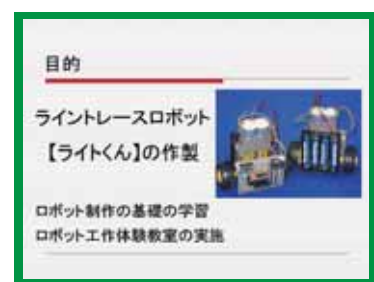 目的
ライントレースロボット
【ライトくん】の作製
ロボット制作の基礎の学習
ロボット工作体験教室の実施